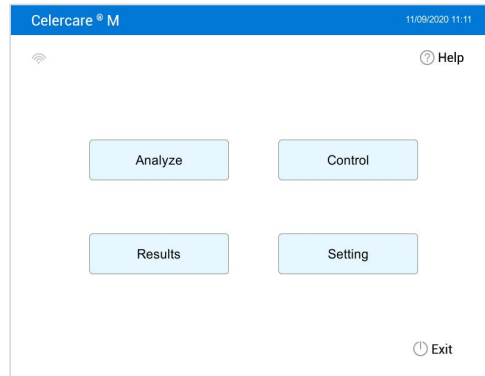 Celercare ® M 11/09/2020 11:11
Help
Analyze Control
Results Setting
Exit